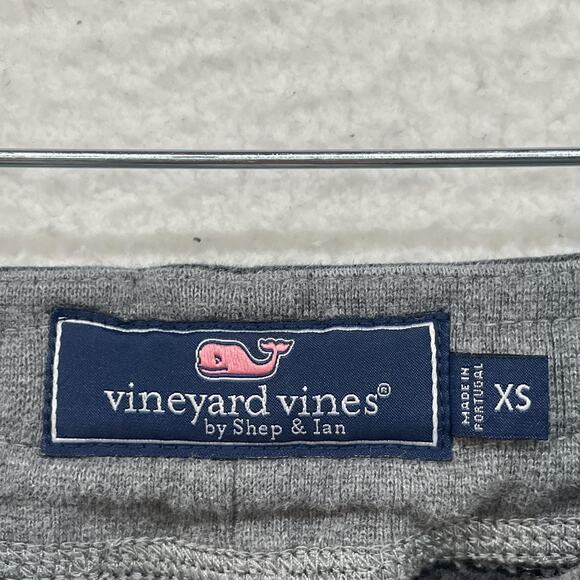 vineyard vines®
by Shep & Ian
MADE IN
PORTUGAL
XS